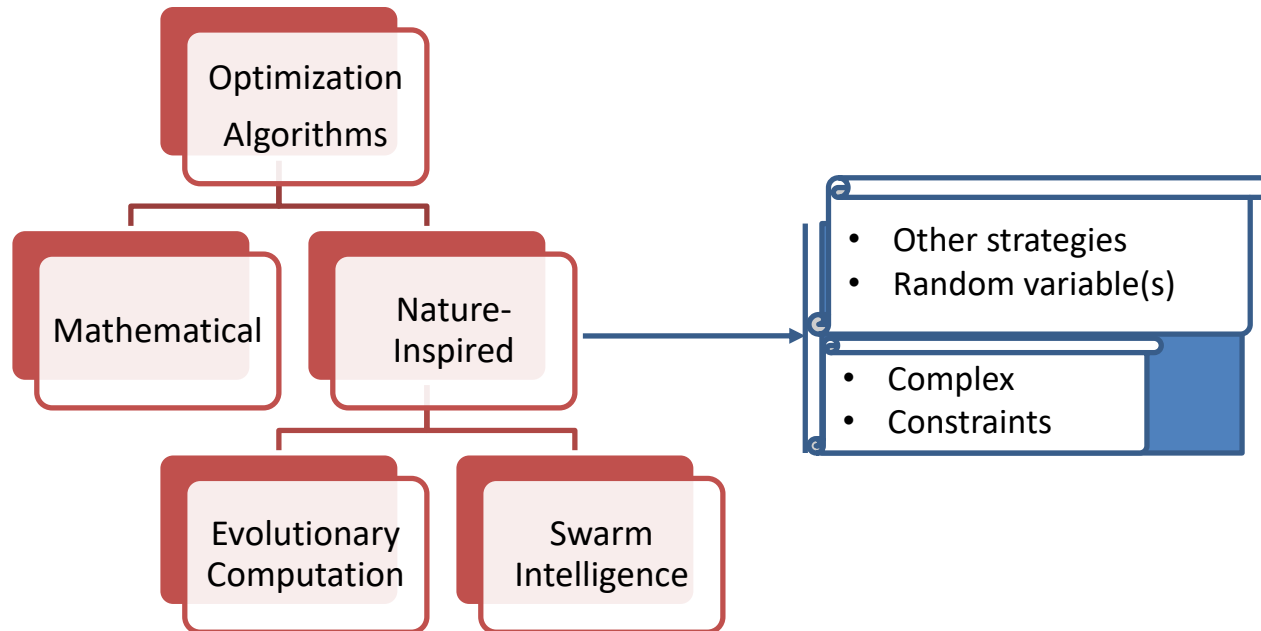 Optimization
Algorithms
Mathematical
Nature-
Inspired
• Other strategies
• Random variable(s)
• Complex
• Constraints
Evolutionary
Computation
Swarm
Intelligence